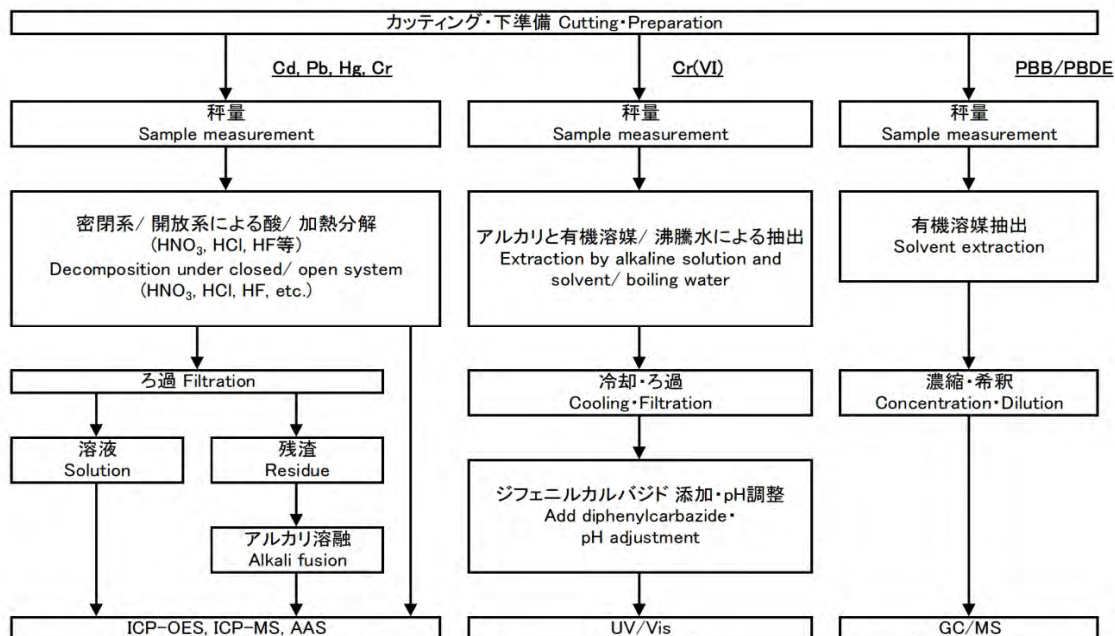 カッティング・下準備 Cutting・Preparation
Cd, Pb, Hg, Cr
Cr(VI)
PBB/PBDE
秤量
Sample measurement
秤量
Sample measurement
秤量
Sample measurement
密閉系/ 開放系による酸/ 加熱分解
(HNO₃, HCl, HF等)
Decomposition under closed/ open system
(HNO₃, HCl, HF, etc.)
アルカリと有機溶媒/ 沸騰水による抽出
Extraction by alkaline solution and
solvent/ boiling water
有機溶媒抽出
Solvent extraction
ろ過 Filtration
冷却・ろ過
Cooling・Filtration
濃縮・希釈
Concentration・Dilution
溶液
Solution
残渣
Residue
ジフェニルカルバジド 添加・pH調整
Add diphenylcarbazide・
pH adjustment
アルカリ溶融
Alkali fusion
ICP-OES, ICP-MS, AAS
UV/Vis
GC/MS